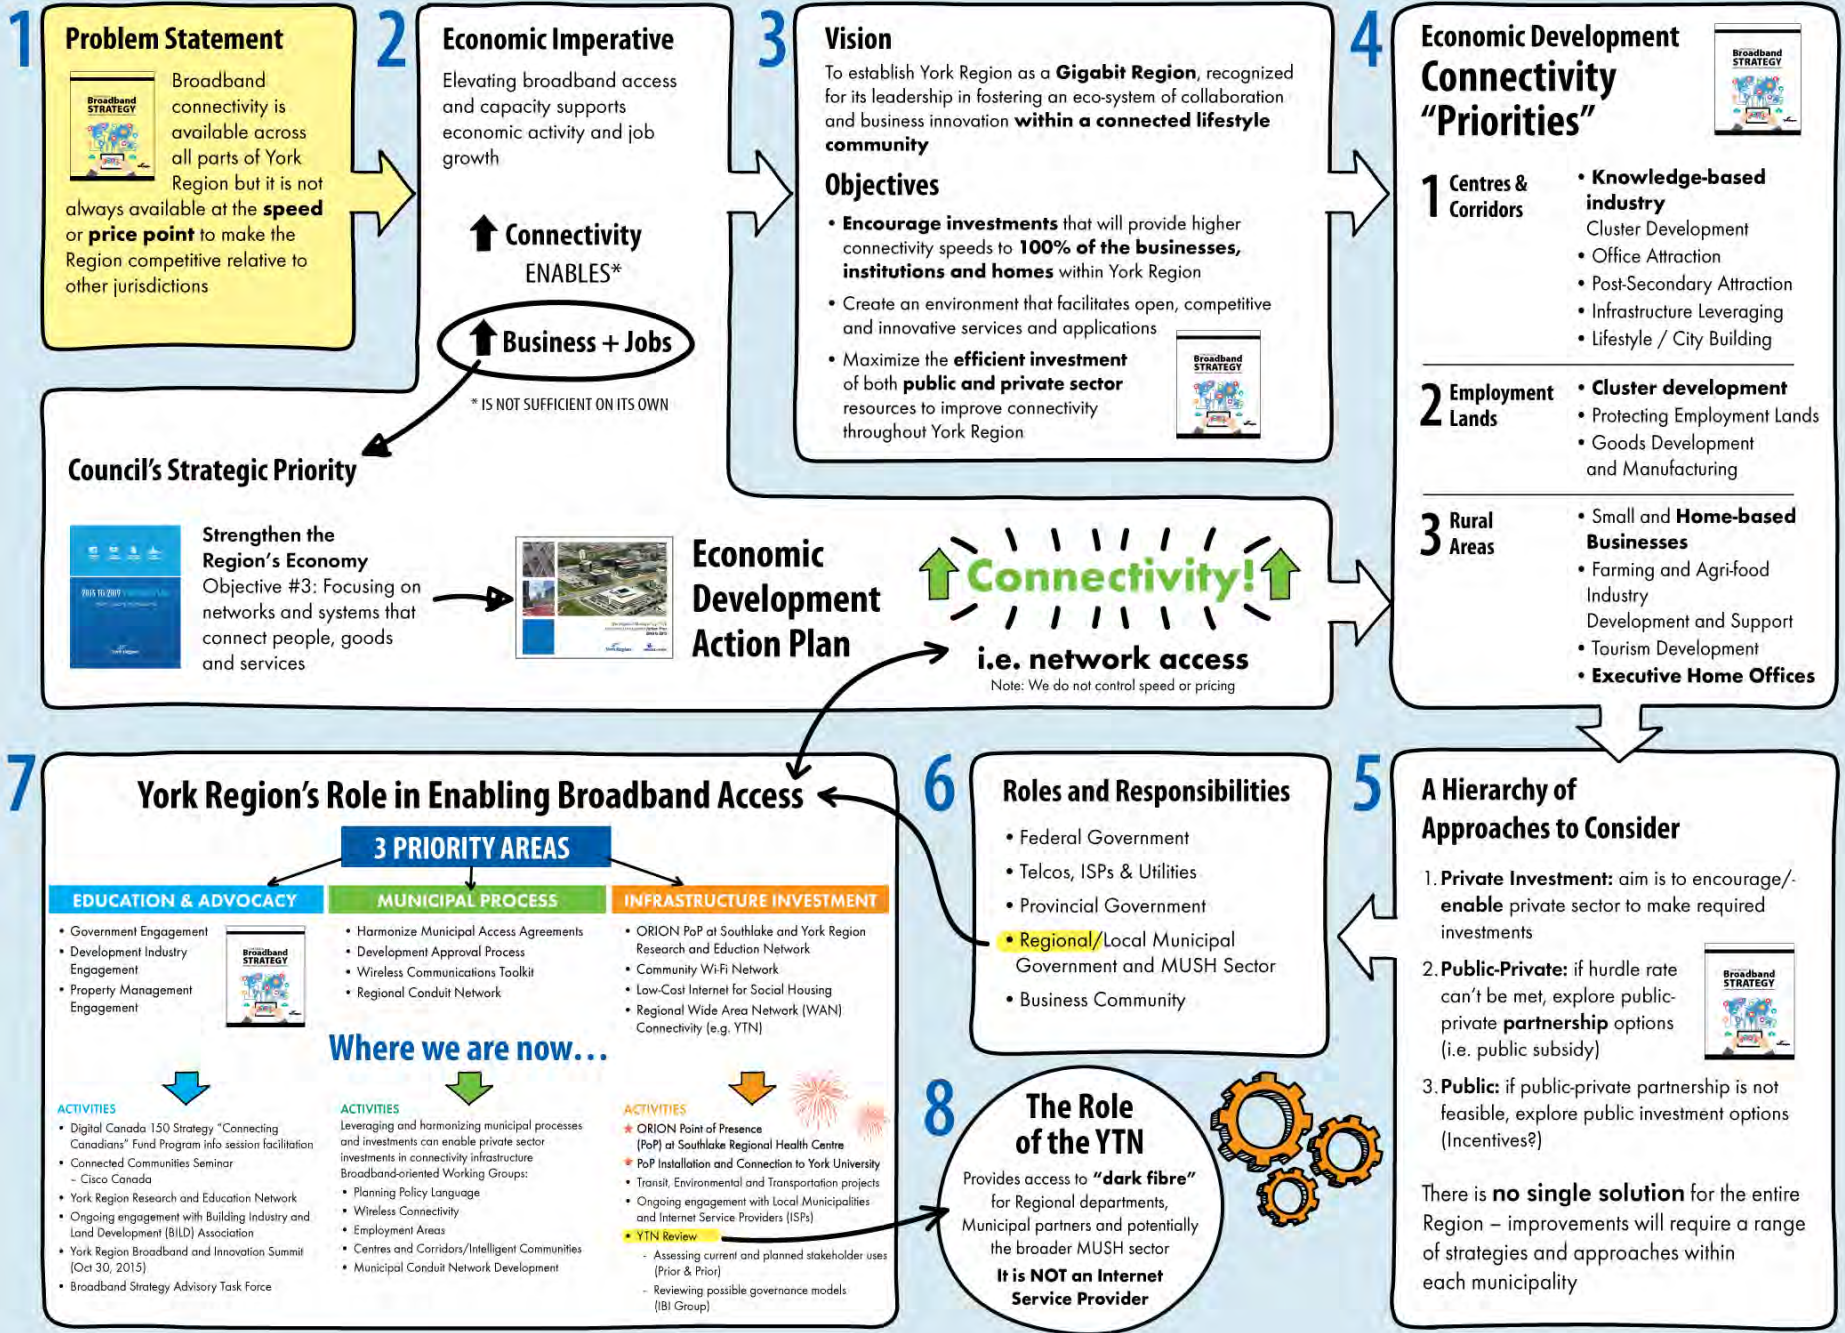 1
Problem Statement
Broadband
STRATEGY
Broadband
connectivity is
available across
all parts of York
Region but it is not
always available at the speed
or price point to make the
Region competitive relative to
other jurisdictions
2
Economic Imperative
Elevating broadband access
and capacity supports
economic activity and job
growth
Connectivity
ENABLES*
Business + Jobs
* IS NOT SUFFICIENT ON ITS OWN
Council's Strategic Priority
Strengthen the
Region's Economy
Objective #3: Focusing on
networks and systems that
connect people, goods
and services
Economic
Development
Action Plan
Connectivity!
i.e. network access
Note: We do not control speed or pricing
3
Vision
To establish York Region as a Gigabit Region, recognized
for its leadership in fostering an eco-system of collaboration
and business innovation within a connected lifestyle
community
Objectives
• Encourage investments that will provide higher
connectivity speeds to 100% of the businesses,
institutions and homes within York Region
• Create an environment that facilitates open, competitive
and innovative services and applications
• Maximize the efficient investment
of both public and private sector
resources to improve connectivity
throughout York Region
Broadband
STRATEGY
4
Economic Development
Connectivity
"Priorities"
Broadband
STRATEGY
1 Centres &
Corridors
• Knowledge-based
industry
Cluster Development
• Office Attraction
• Post-Secondary Attraction
• Infrastructure Leveraging
• Lifestyle / City Building
2 Employment
Lands
• Cluster development
• Protecting Employment Lands
• Goods Development
and Manufacturing
3 Rural
Areas
• Small and Home-based
Businesses
• Farming and Agri-food
Industry
Development and Support
• Tourism Development
• Executive Home Offices
5
A Hierarchy of
Approaches to Consider
1. Private Investment: aim is to encourage/-
enable private sector to make required
investments
2. Public-Private: if hurdle rate
can't be met, explore public-
private partnership options
(i.e. public subsidy)
Broadband
STRATEGY
3. Public: if public-private partnership is not
feasible, explore public investment options
(Incentives?)
There is no single solution for the entire
Region – improvements will require a range
of strategies and approaches within
each municipality
6
Roles and Responsibilities
• Federal Government
• Telcos, ISPs & Utilities
• Provincial Government
• Regional/Local Municipal
Government and MUSH Sector
• Business Community
7
York Region's Role in Enabling Broadband Access
3 PRIORITY AREAS
EDUCATION & ADVOCACY
• Government Engagement
• Development Industry
Engagement
• Property Management
Engagement
Broadband
STRATEGY
MUNICIPAL PROCESS
• Harmonize Municipal Access Agreements
• Development Approval Process
• Wireless Communications Toolkit
• Regional Conduit Network
INFRASTRUCTURE INVESTMENT
• ORION PoP at Southlake and York Region
Research and Eduction Network
• Community Wi-Fi Network
• Low-Cost Internet for Social Housing
• Regional Wide Area Network (WAN)
Connectivity (e.g. YTN)
Where we are now...
ACTIVITIES
• Digital Canada 150 Strategy "Connecting
Canadians" Fund Program info session facilitation
• Connected Communities Seminar
– Cisco Canada
• York Region Research and Education Network
• Ongoing engagement with Building Industry and
Land Development (BILD) Association
• York Region Broadband and Innovation Summit
(Oct 30, 2015)
• Broadband Strategy Advisory Task Force
ACTIVITIES
Leveraging and harmonizing municipal processes
and investments can enable private sector
investments in connectivity infrastructure
Broadband-oriented Working Groups:
• Planning Policy Language
• Wireless Connectivity
• Employment Areas
• Centres and Corridors/Intelligent Communities
• Municipal Conduit Network Development
ACTIVITIES
ORION Point of Presence
(PoP) at Southlake Regional Health Centre
PoP Installation and Connection to York University
• Transit, Environmental and Transportation projects
• Ongoing engagement with Local Municipalities
and Internet Service Providers (ISPs)
• YTN Review
- Assessing current and planned stakeholder uses
(Prior & Prior)
- Reviewing possible governance models
(IBI Group)
8
The Role
of the YTN
Provides access to "dark fibre"
for Regional departments,
Municipal partners and potentially
the broader MUSH sector
It is NOT an Internet
Service Provider